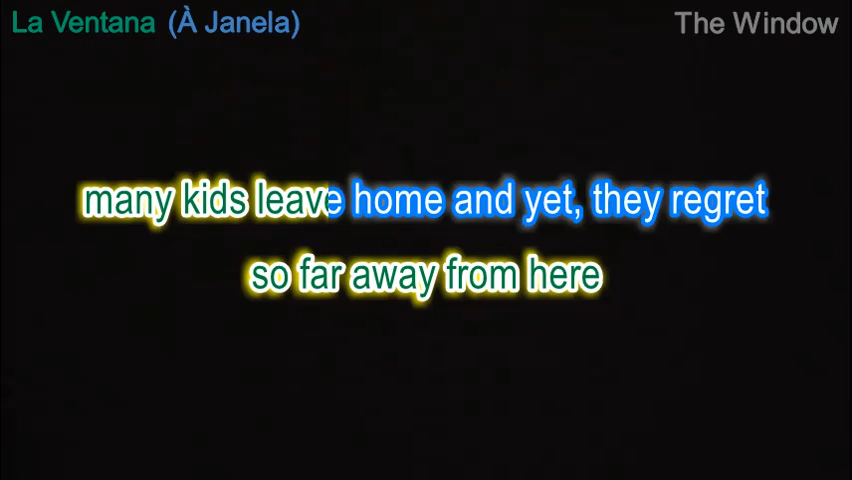 La Ventana (À Janela)
The Window
many kids leave home and yet, they regret
so far away from here